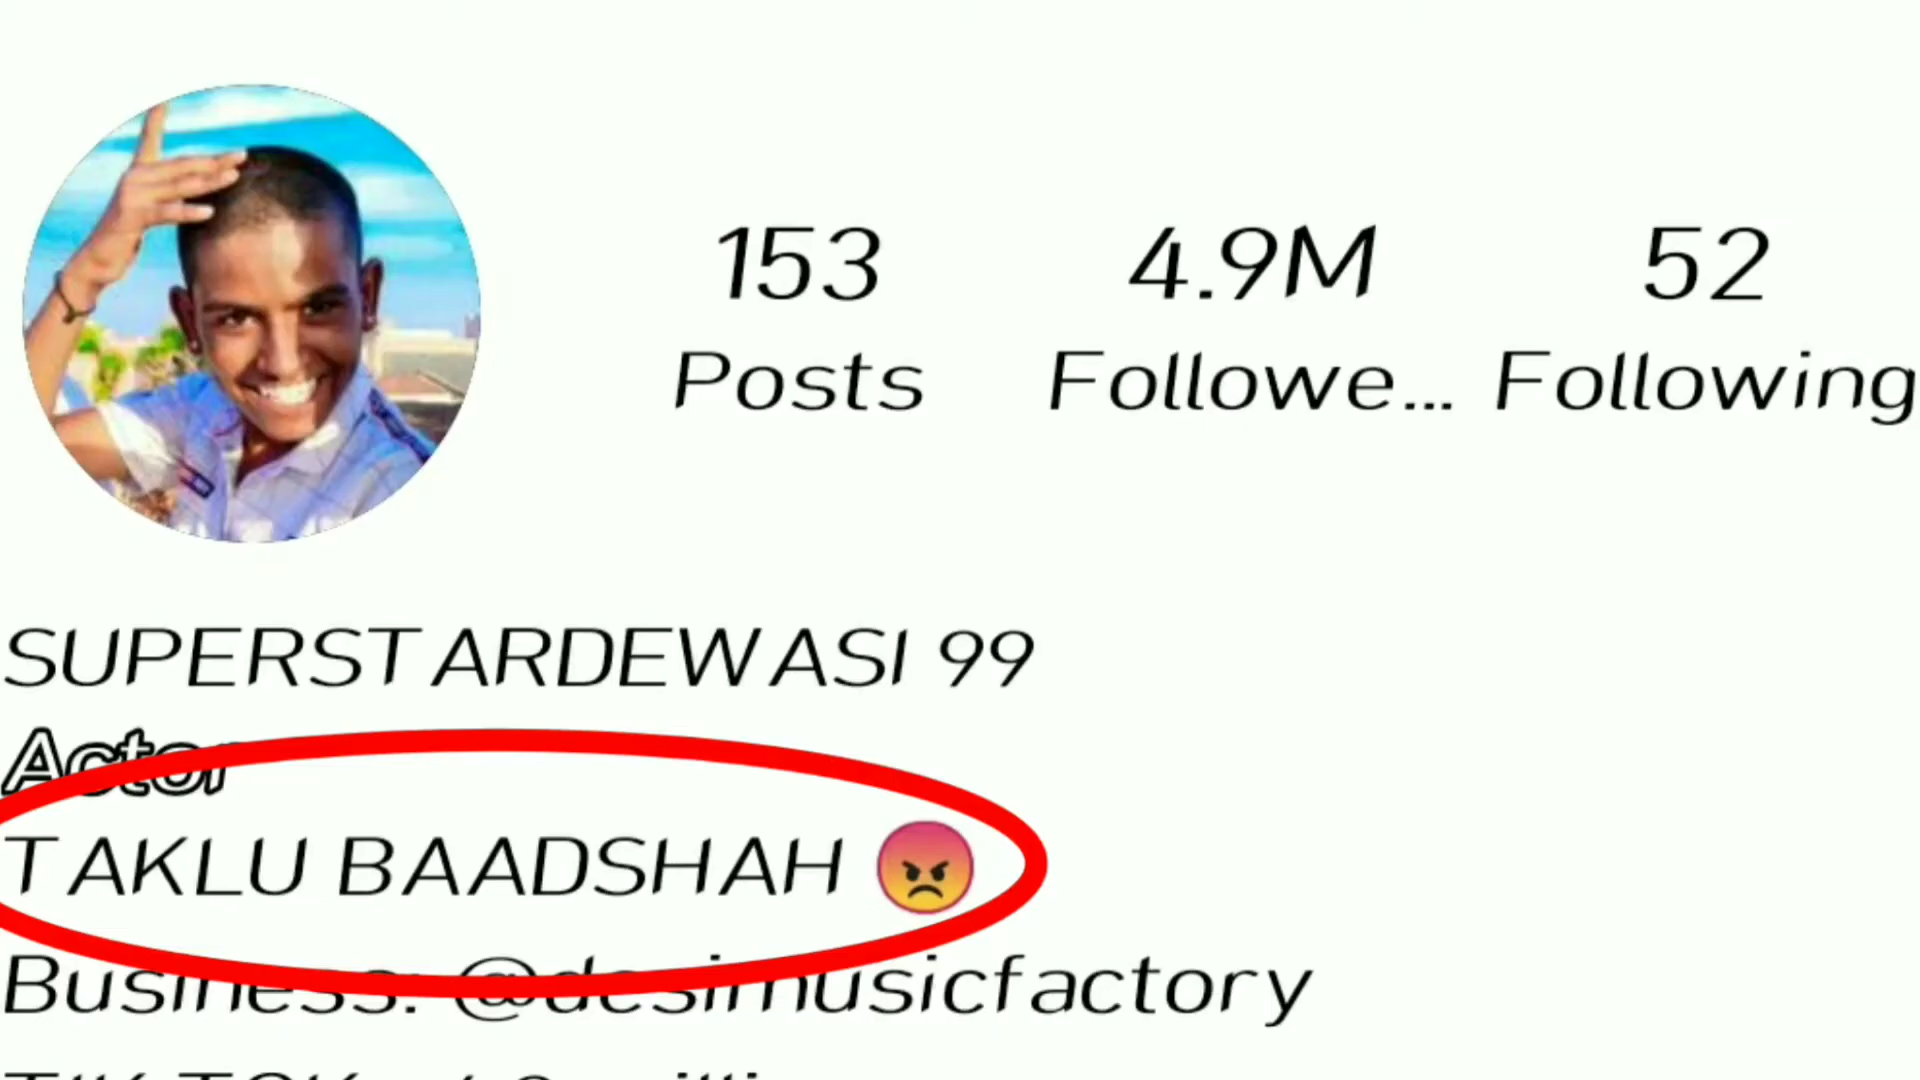 153 4.9M 52
Posts Followe... Following
SUPERSTARDEWASI 99
Actor
TAKLU BAADSHAH 😡
Business: @desimusicfactory